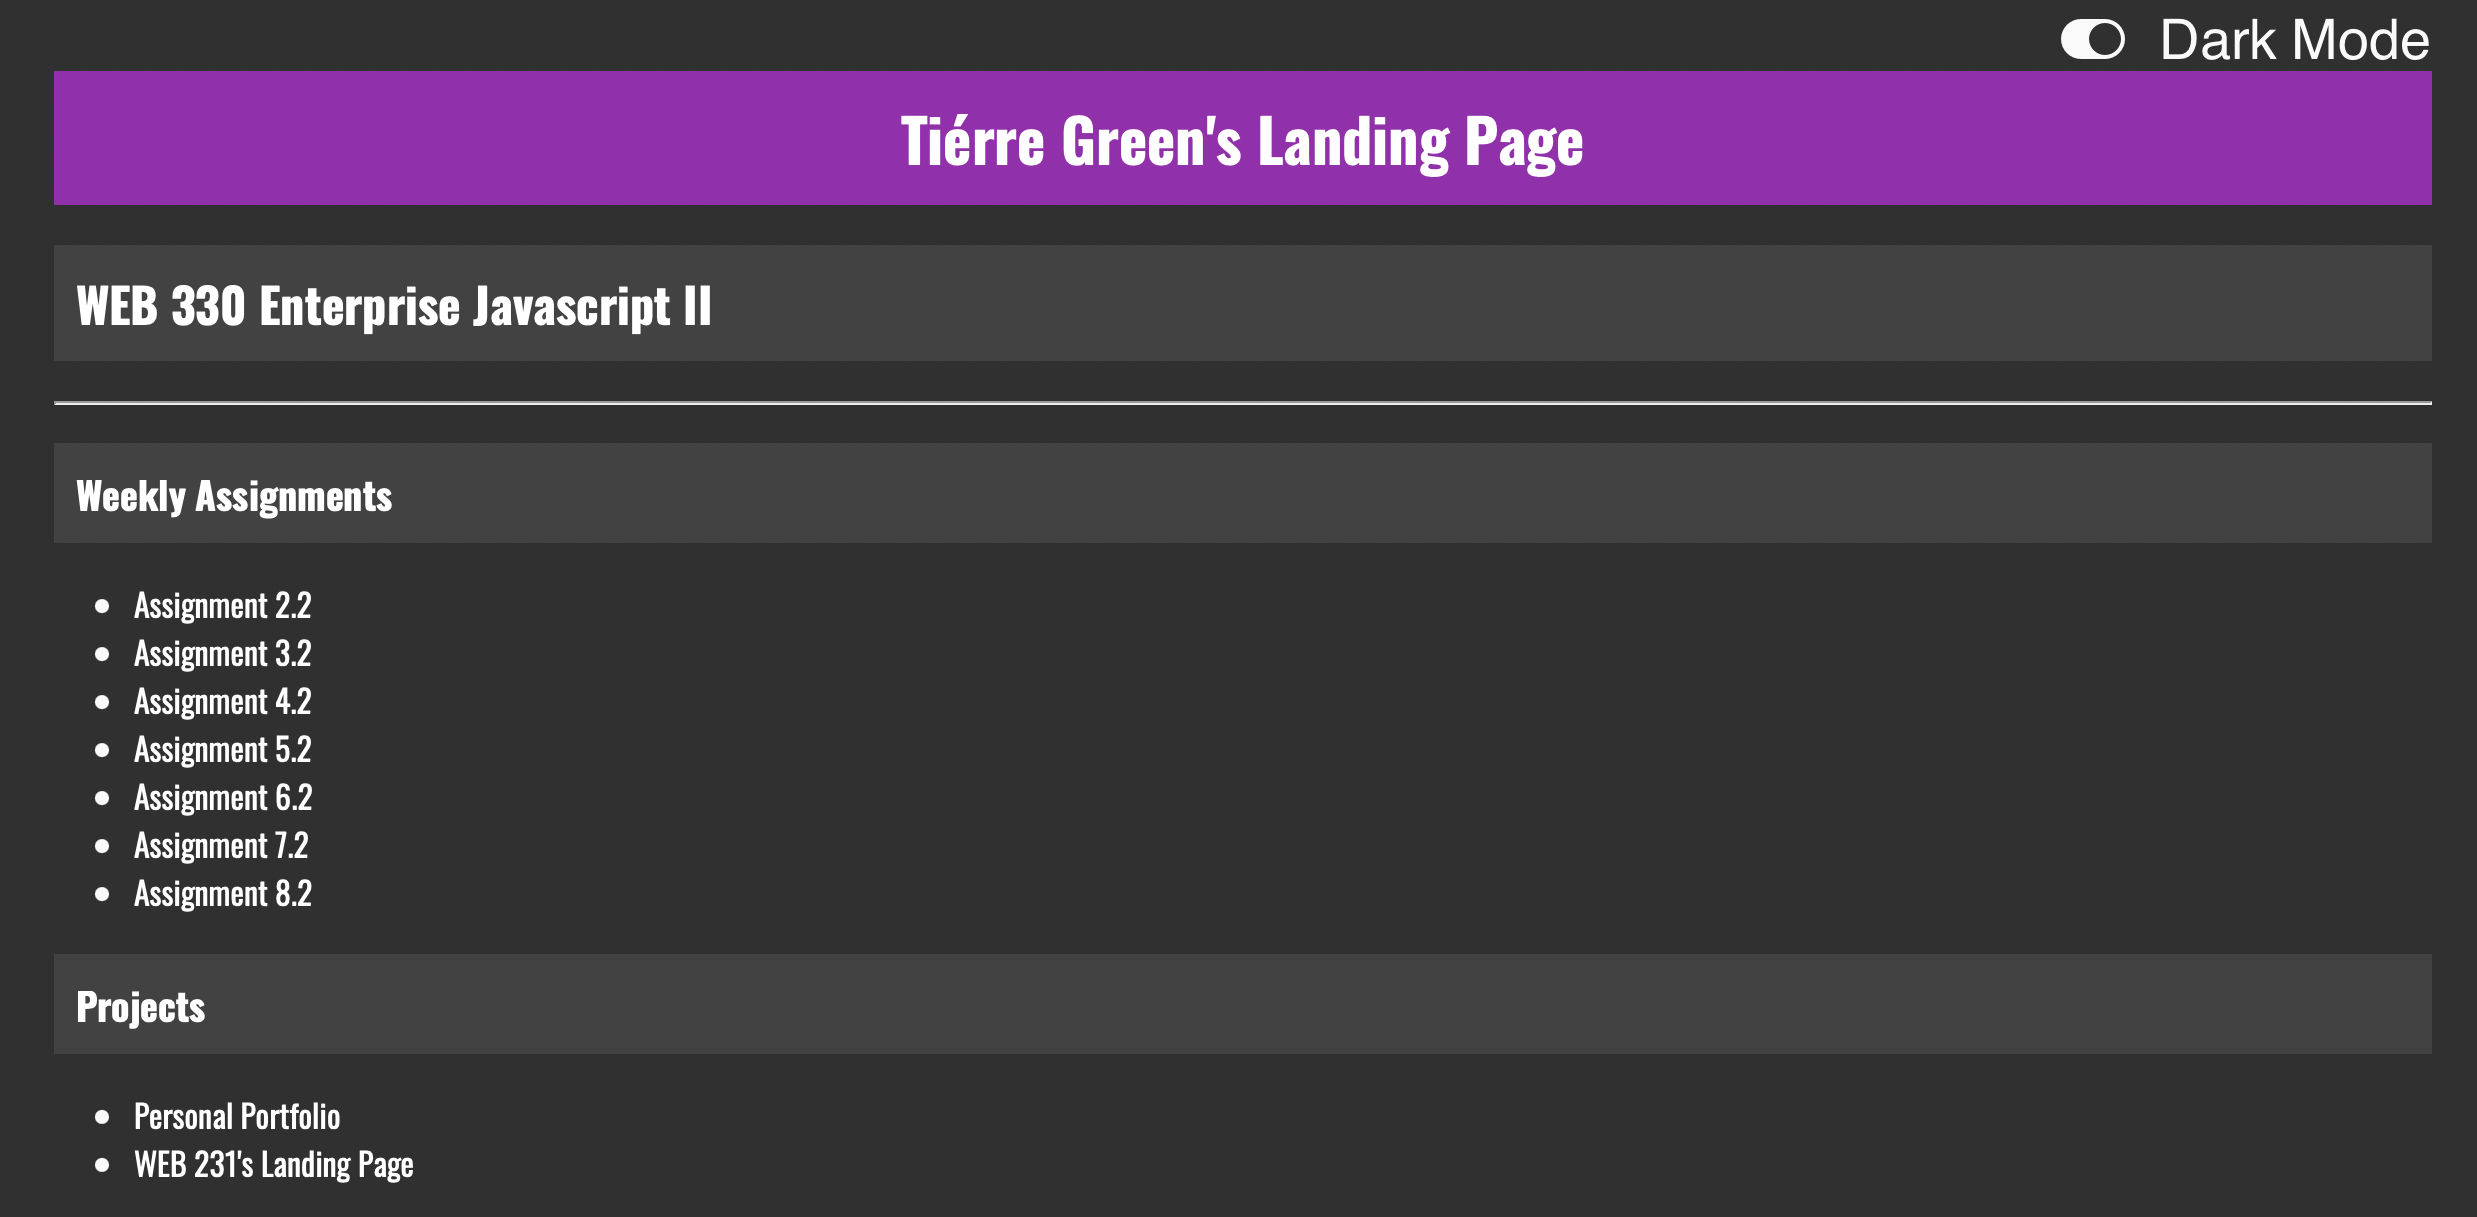 Dark Mode
Tiérre Green's Landing Page
WEB 330 Enterprise Javascript II
Weekly Assignments
Assignment 2.2
Assignment 3.2
Assignment 4.2
Assignment 5.2
Assignment 6.2
Assignment 7.2
Assignment 8.2
Projects
Personal Portfolio
WEB 231's Landing Page